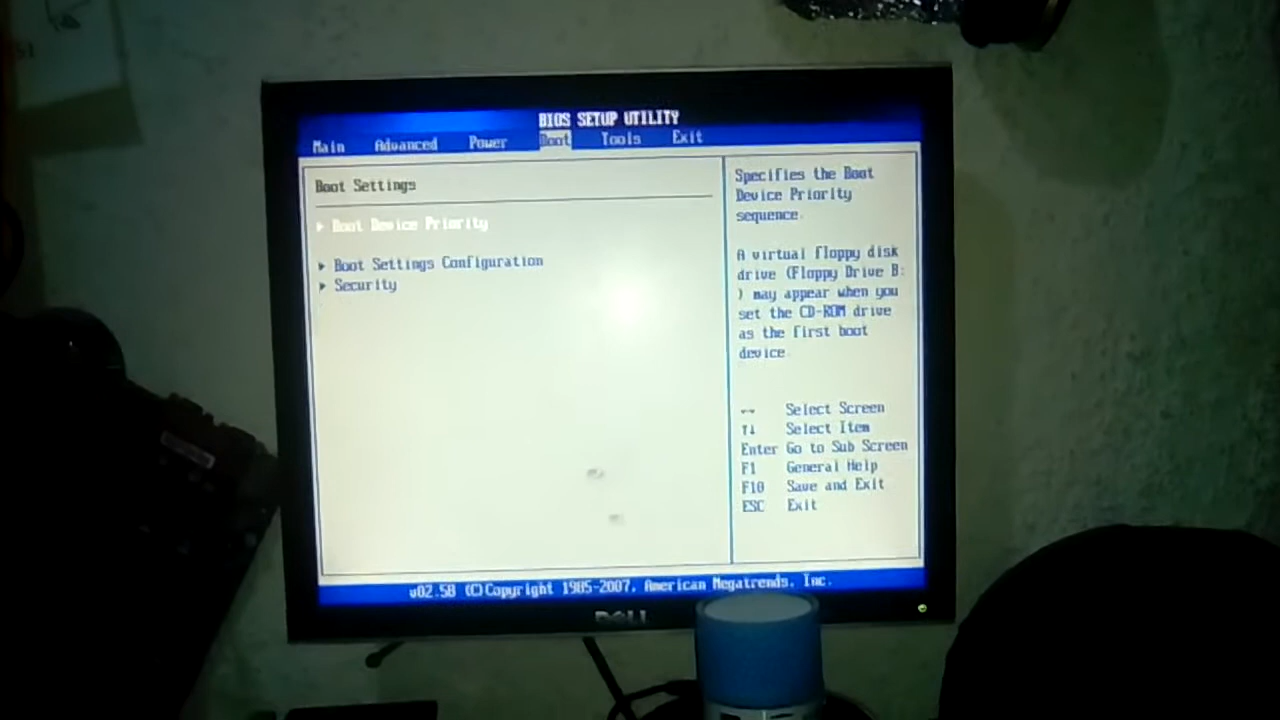 BIOS SETUP UTILITY
Main Advanced Power Boot Tools Exit
Boot Settings
Boot Device Priority
Boot Settings Configuration
Security
Specifies the Boot
Device Priority
sequence.
A virtual floppy disk
drive (Floppy Drive B:
) may appear when you
set the CD-ROM drive
as the first boot
device.
↔ Select Screen
↑↓ Select Item
Enter Go to Sub Screen
F1 General Help
F10 Save and Exit
ESC Exit
v02.58 (C)Copyright 1985-2007, American Megatrends, Inc.
DELL